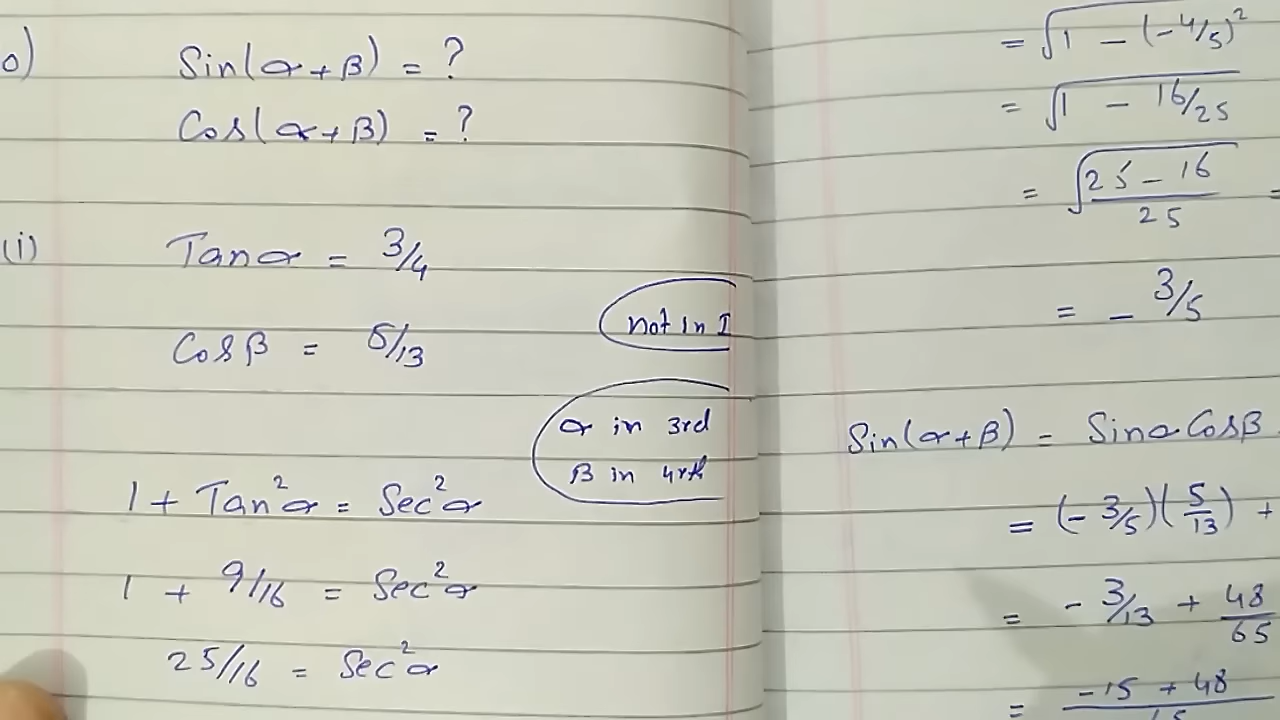 o) Sin(α+β) = ?
Cos(α+β) = ?
(i) Tanα = 3/4
Cosβ = 5/13
not in I
α in 3rd
β in 4rth
1 + Tan²α = Sec²α
1 + 9/16 = Sec²α
25/16 = Sec²α
= √1 - (-4/5)²
= √1 - 16/25
= √25-16/25 =
= - 3/5
Sin(α+β) = Sinα Cosβ
= (-3/5)(5/13) +
= - 3/13 + 48/65
= -15 + 48